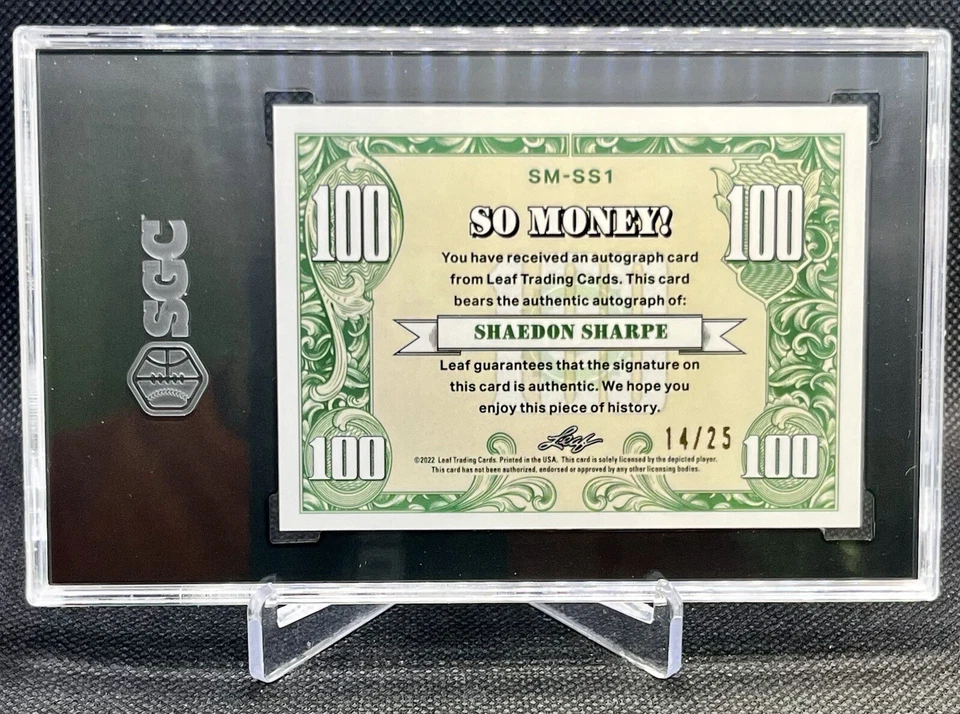 SGC
SM-SS1
100
100
SO MONEY!
You have received an autograph card
from Leaf Trading Cards. This card
bears the authentic autograph of:
SHAEDON SHARPE
Leaf guarantees that the signature on
this card is authentic. We hope you
enjoy this piece of history.
Leaf
14/25
100
100
©2022 Leaf Trading Cards. Printed in the USA. This card is solely licensed by the depicted player.
This card has not been authorized, endorsed or approved by any other licensing bodies.